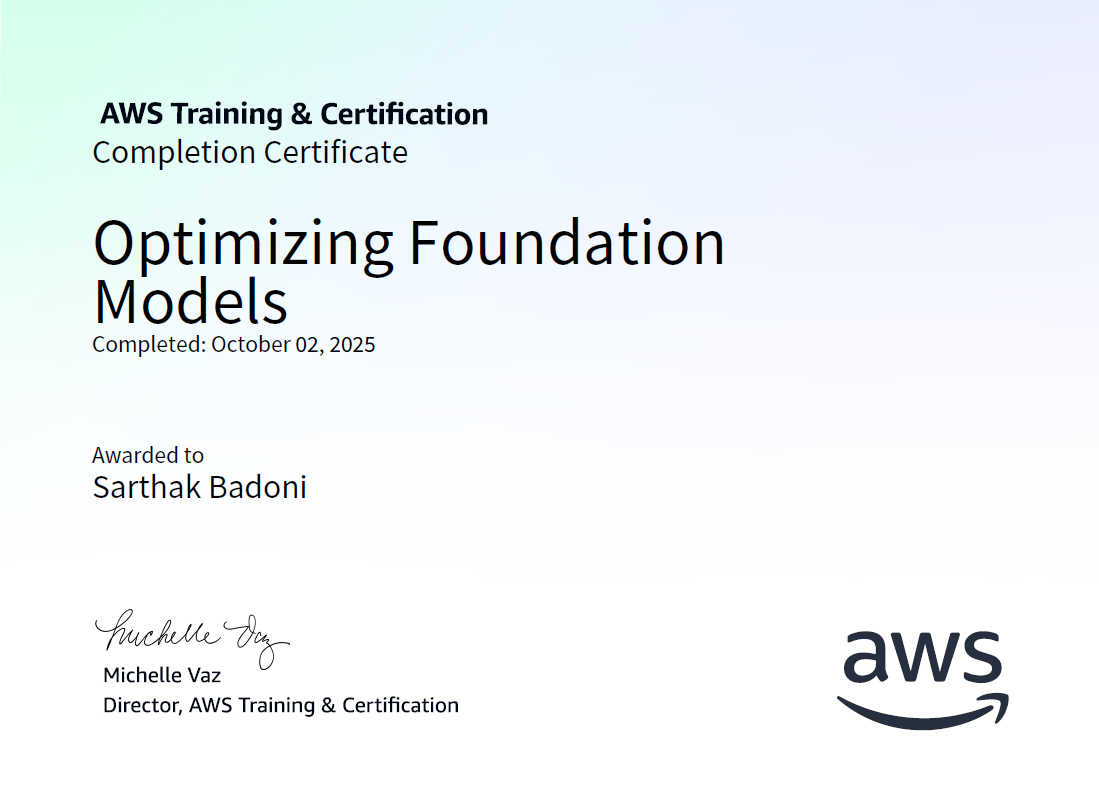 AWS Training & Certification
Completion Certificate
Optimizing Foundation
Models
Completed: October 02, 2025
Awarded to
Sarthak Badoni
Michelle Vaz
Michelle Vaz
Director, AWS Training & Certification
aws